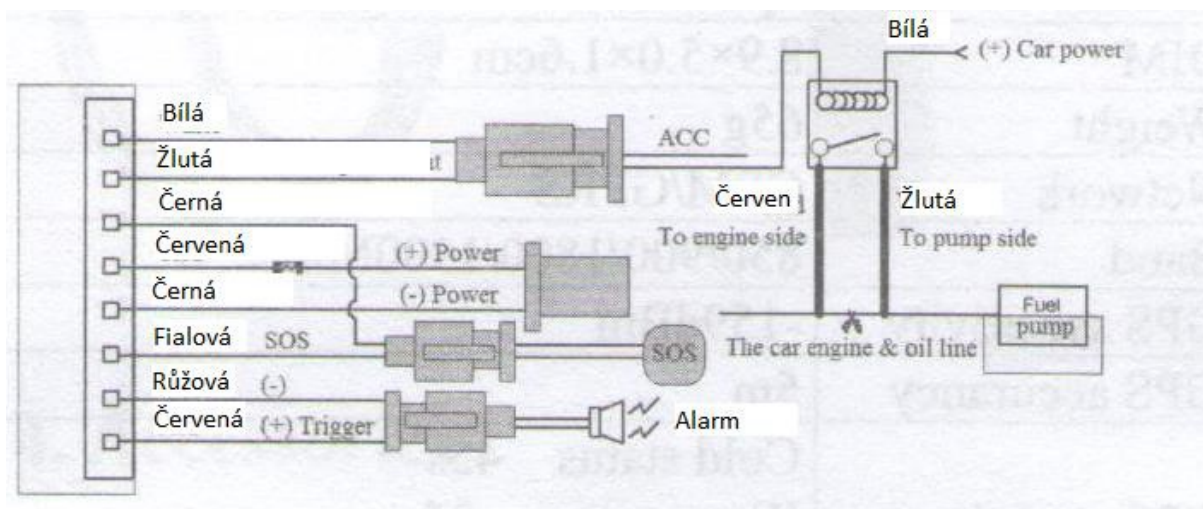 Bílá
(+) Car power
Bílá
ACC
Žlutá
Černá
Červen
Žlutá
Červená
(+) Power
To engine side
To pump side
Černá
(-) Power
Fuel
pump
Fialová
SOS
SOS
The car engine & oil line
Růžová
(-)
Červená
(+) Trigger
Alarm